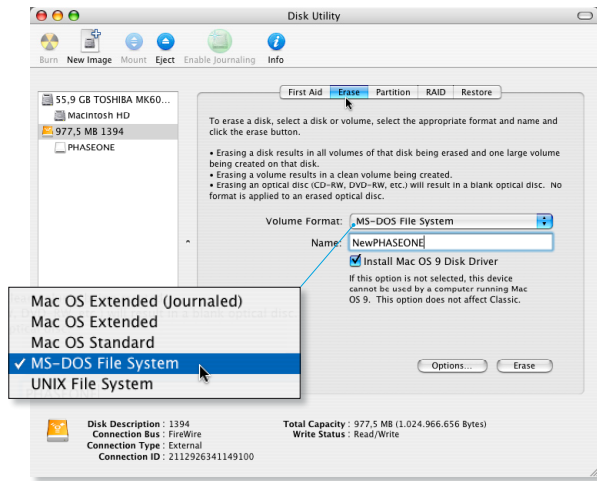 Disk Utility
Burn New Image Mount Eject Enable Journaling Info
First Aid Erase Partition RAID Restore
55,9 GB TOSHIBA MK60...
Macintosh HD
977,5 MB 1394
PHASEONE
To erase a disk, select a disk or volume, select the appropriate format and name and
click the erase button.
• Erasing a disk results in all volumes of that disk being erased and one large volume
being created on that disk.
• Erasing a volume results in a clean volume being created.
• Erasing an optical disc (CD-RW, DVD-RW, etc.) will result in a blank optical disc. No
format is applied to an erased optical disc.
Volume Format: MS-DOS File System
Name: NewPHASEONE
Install Mac OS 9 Disk Driver
If this option is not selected, this device
cannot be used by a computer running Mac
OS 9. This option does not affect Classic.
Mac OS Extended (Journaled)
Mac OS Extended
Mac OS Standard
✓ MS-DOS File System
UNIX File System
Options... Erase
Disk Description : 1394
Connection Bus : FireWire
Connection Type : External
Connection ID : 2112926341149100
Total Capacity : 977,5 MB (1.024.966.656 Bytes)
Write Status : Read/Write